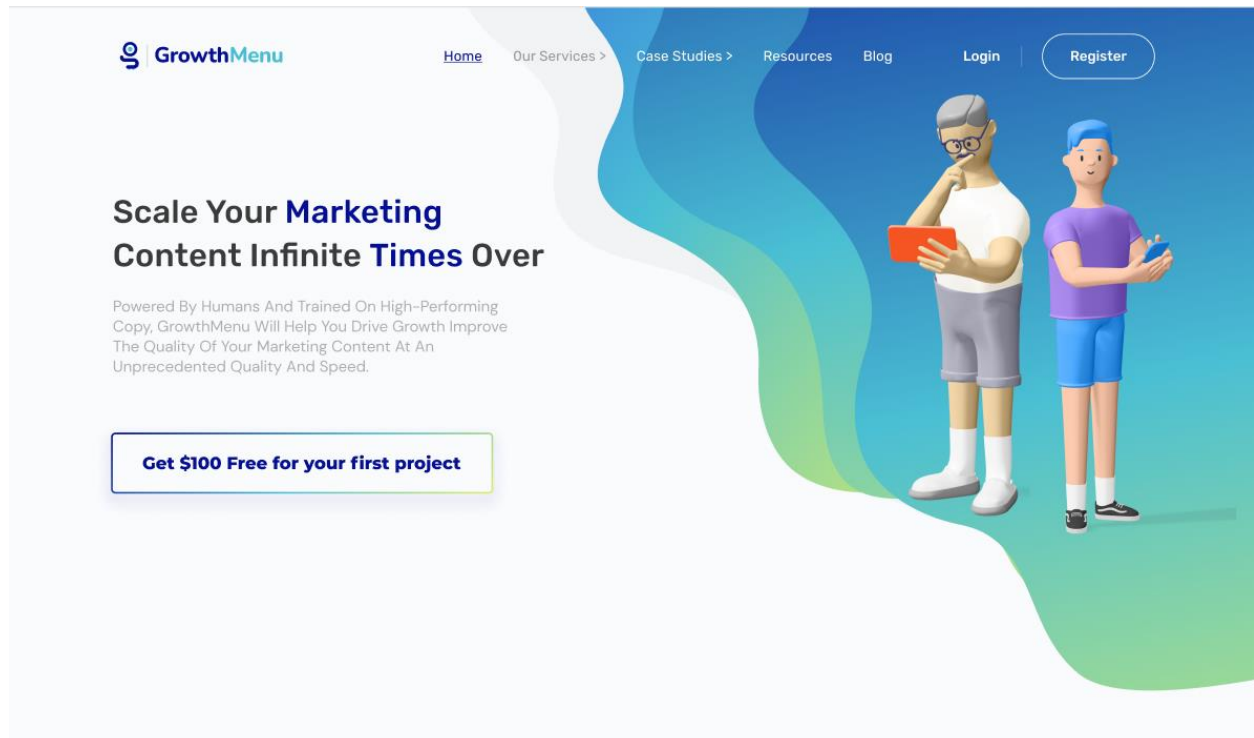 GrowthMenu
Home
Our Services >
Case Studies >
Resources
Blog
Login
Register
Scale Your Marketing
Content Infinite Times Over
Powered By Humans And Trained On High-Performing
Copy, GrowthMenu Will Help You Drive Growth Improve
The Quality Of Your Marketing Content At An
Unprecedented Quality And Speed.
Get $100 Free for your first project